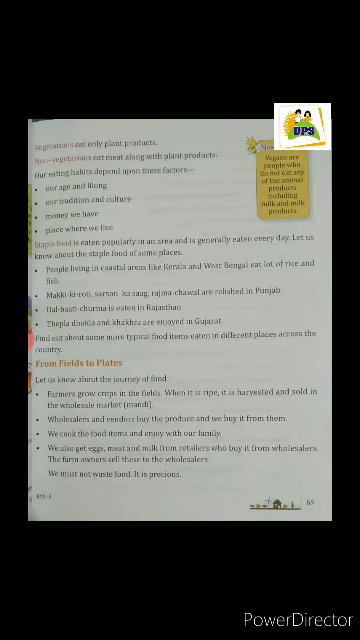 DPS
Vegetarians eat only plant products.
Non-vegetarians eat meat along with plant products.
Our eating habits depend upon these factors—
• our age and liking
• our tradition and culture
• money we have
• place where we live
Vegans are
people who
do not eat any
of the animal
products
including
milk and milk
products.
Staple food is eaten popularly in an area and is generally eaten every day. Let us
know about the staple food of some places.
• People living in coastal areas like Kerala and West Bengal eat lot of rice and
fish.
• Makki-ki-roti, sarson ka saag, rajma-chawal are relished in Punjab.
• Dal-baati-churma is eaten in Rajasthan.
• Thepla dhokla and khakhra are enjoyed in Gujarat.
Find out about some more typical food items eaten in different places across the
country.
From Fields to Plates
Let us know about the journey of food -
• Farmers grow crops in the fields. When it is ripe, it is harvested and sold in
the wholesale market (mandi).
• Wholesalers and vendors buy the produce and we buy it from them.
• We cook the food items and enjoy with our family.
• We also get eggs, meat and milk from retailers who buy it from wholesalers.
The farm owners sell these to the wholesalers.
We must not waste food. It is precious.
EVS-3
65
PowerDirector